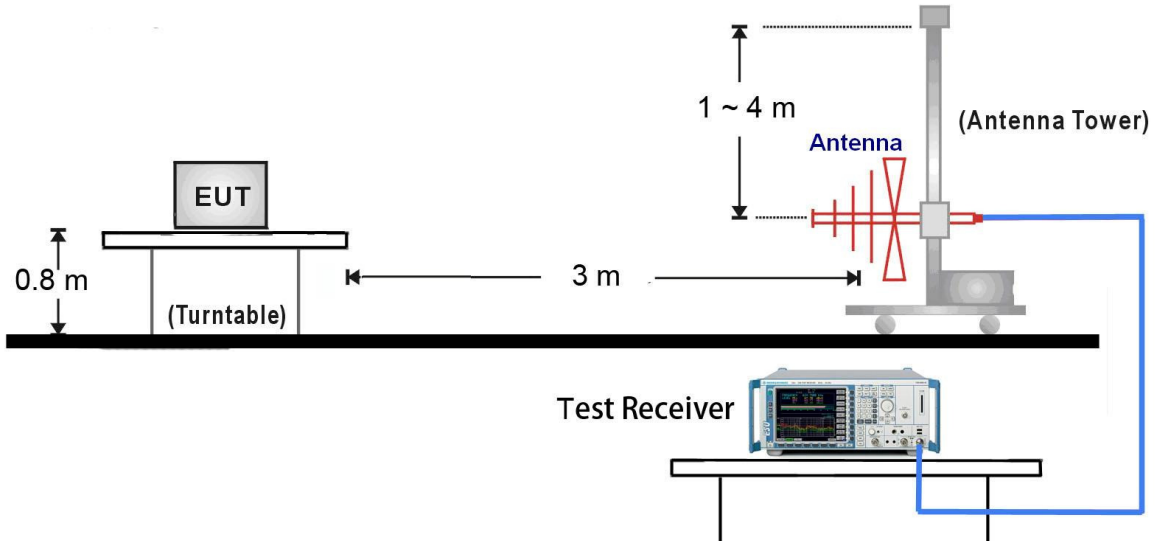 1 ~ 4 m
(Antenna Tower)
Antenna
EUT
0.8 m
3 m
(Turntable)
Test Receiver